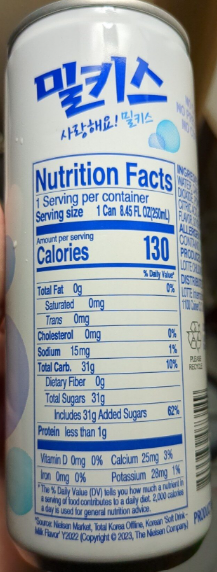 밀키스
사랑해요! 밀키스
Nutrition Facts
1 Serving per container
Serving size 1 Can 8.45 FL OZ(250mL)
Amount per serving
Calories 130
% Daily Value*
Total Fat 0g 0%
Saturated 0mg
Trans 0mg
Cholesterol 0mg 0%
Sodium 15mg 1%
Total Carb. 31g 10%
Dietary Fiber 0g
Total Sugars 31g
Includes 31g Added Sugars 62%
Protein less than 1g
Vitamin D 0mg 0% Calcium 25mg 3%
Iron 0mg 0% Potassium 28mg 1%
*The % Daily Value (DV) tells you how much a nutrient in
a serving of food contributes to a daily diet. 2,000 calories
a day is used for general nutrition advice.
*Source: Nielsen Market, Total Korea Offline, Korean Soft Drink -
Milk Flavor' Y2022 (Copyright © 2023, The Nielsen Company)